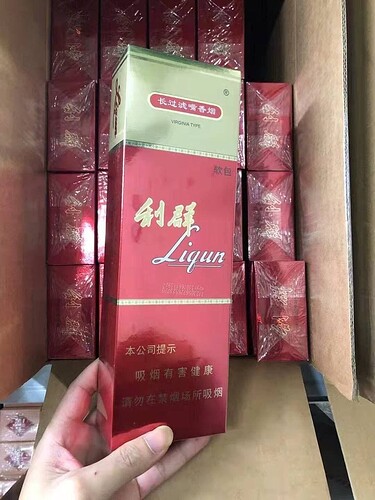 ®
长过滤嘴香烟
VIRGINIA TYPE
软包
利群
Liqun
本公司提示
吸烟有害健康
请勿在禁烟场所吸烟